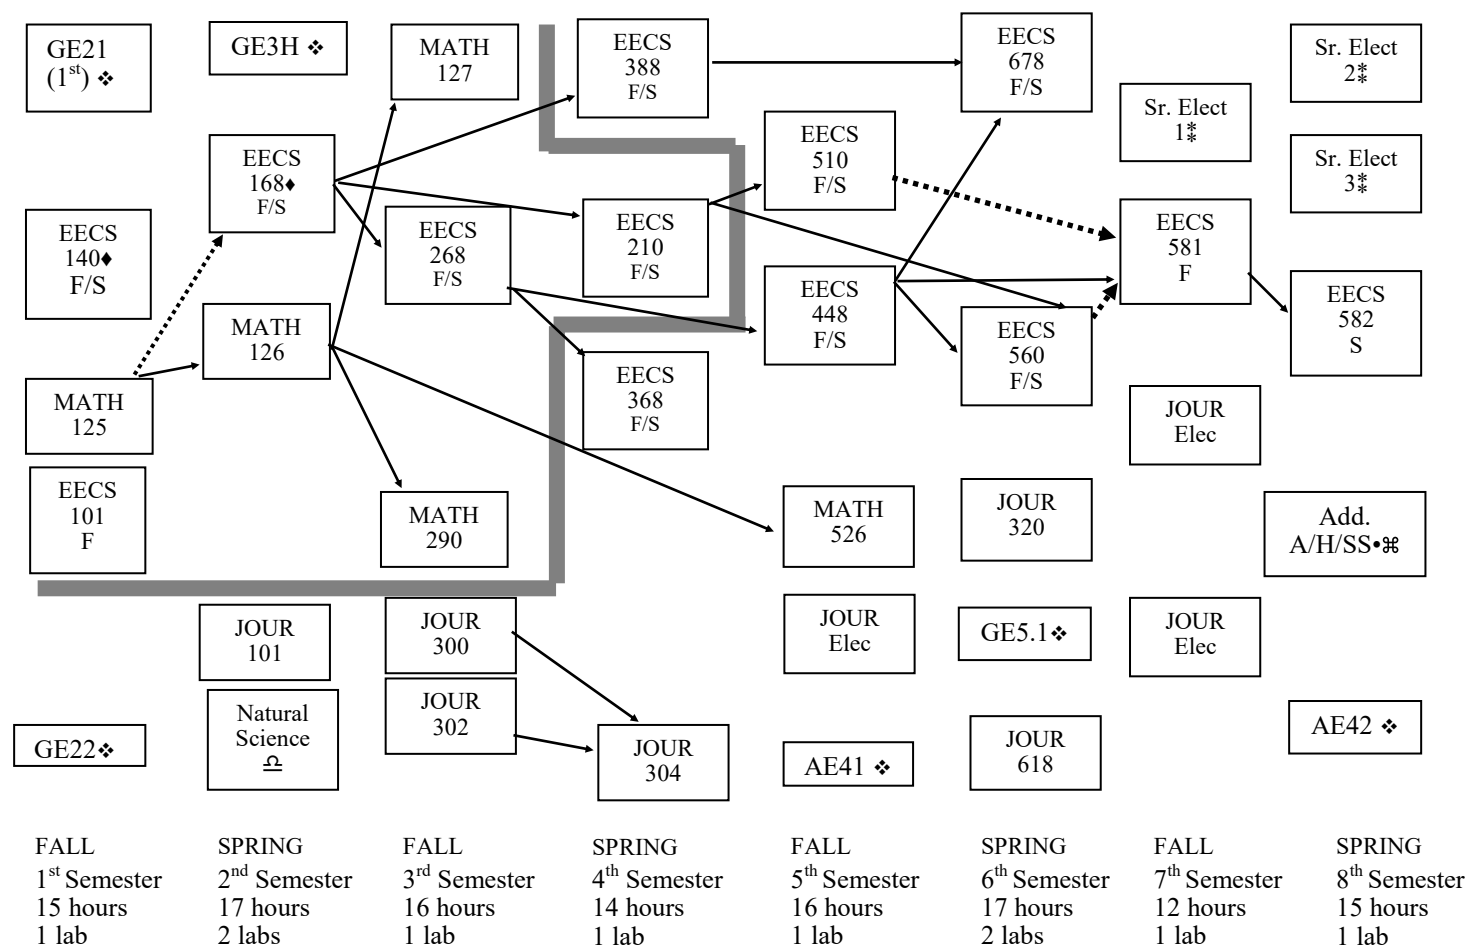 GE21
(1st) ❖
EECS
140♦
F/S
MATH
125
EECS
101
F
GE22❖
GE3H ❖
EECS
168♦
F/S
MATH
126
JOUR
101
Natural
Science
♎
MATH
127
EECS
268
F/S
MATH
290
JOUR
300
JOUR
302
EECS
388
F/S
EECS
210
F/S
EECS
368
F/S
JOUR
304
EECS
510
F/S
EECS
448
F/S
MATH
526
JOUR
Elec
AE41 ❖
EECS
678
F/S
EECS
560
F/S
JOUR
320
GE5.1❖
JOUR
618
Sr. Elect
1⁑
EECS
581
F
JOUR
Elec
JOUR
Elec
Sr. Elect
2⁑
Sr. Elect
3⁑
EECS
582
S
Add.
A/H/SS•⌘
AE42 ❖
FALL
1st Semester
15 hours
1 lab
SPRING
2nd Semester
17 hours
2 labs
FALL
3rd Semester
16 hours
1 lab
SPRING
4th Semester
14 hours
1 lab
FALL
5th Semester
16 hours
1 lab
SPRING
6th Semester
17 hours
2 labs
FALL
7th Semester
12 hours
1 lab
SPRING
8th Semester
15 hours
1 lab